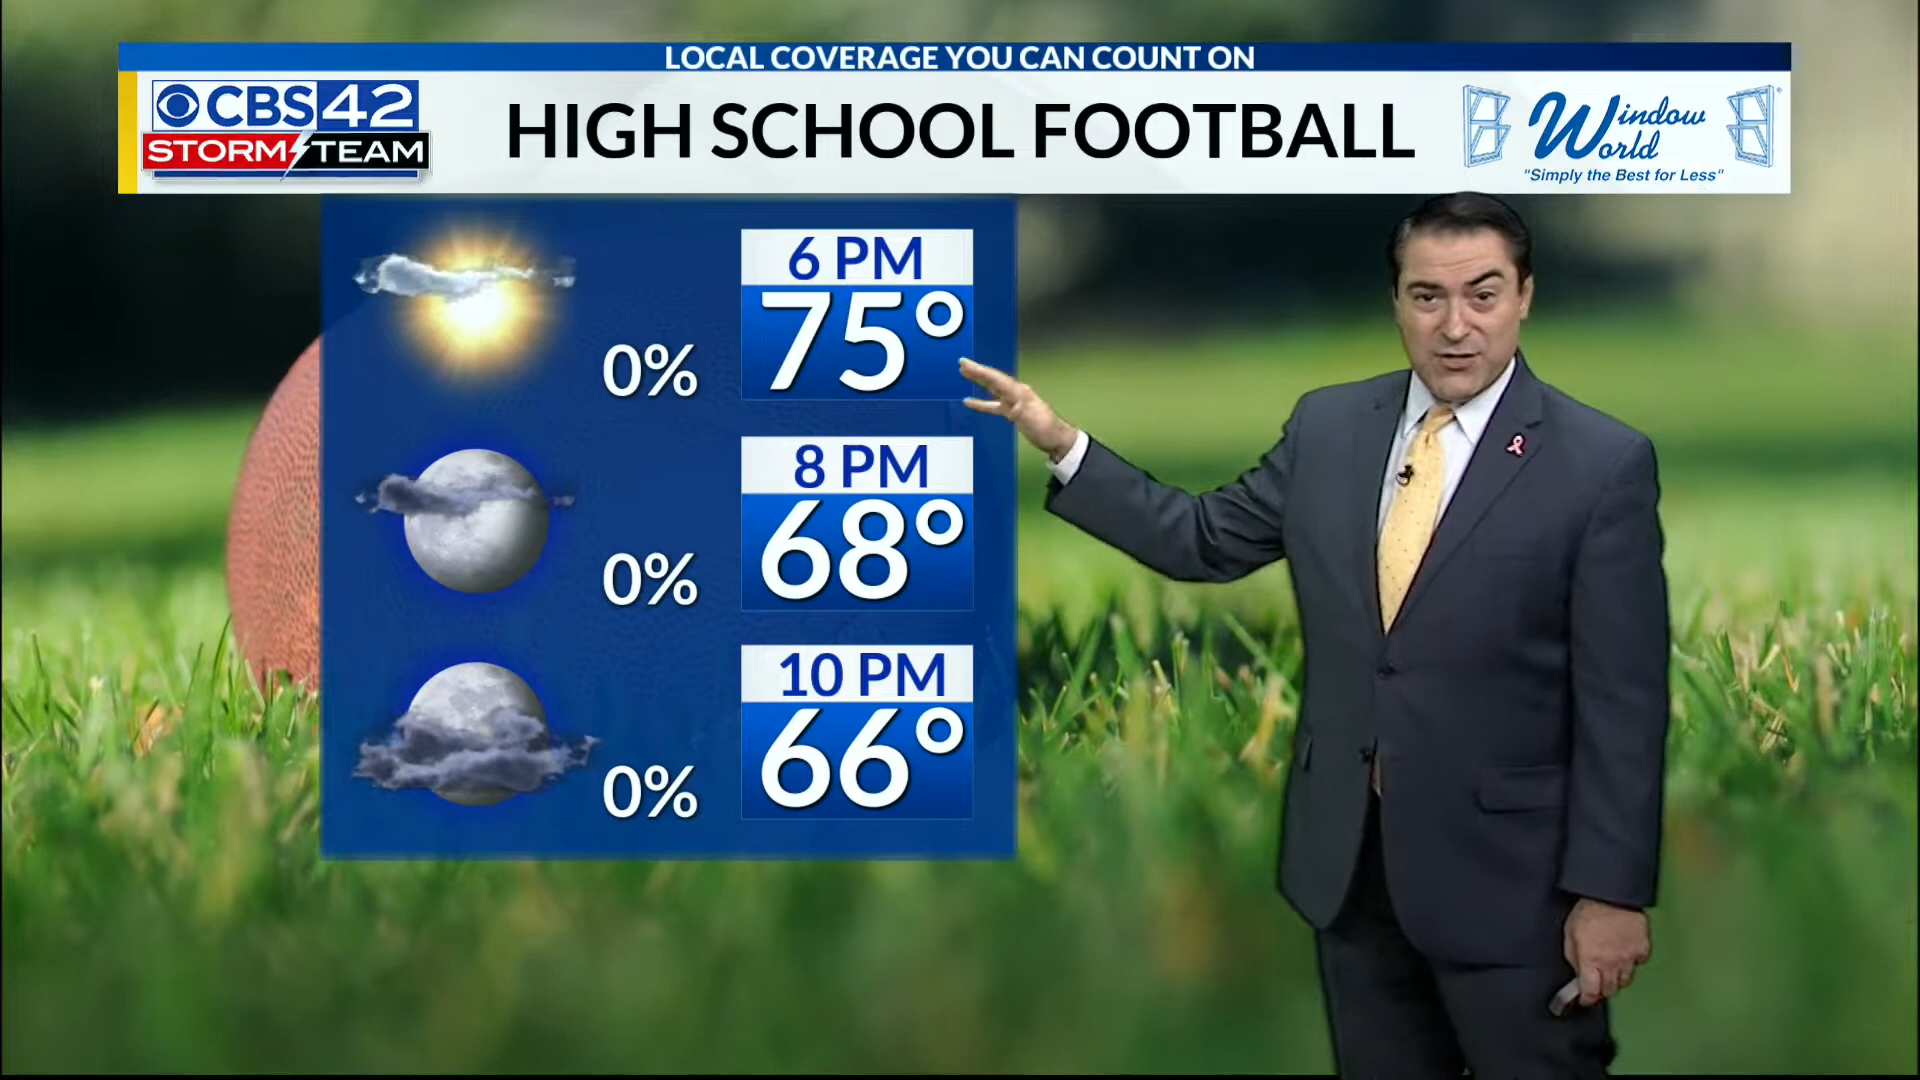 LOCAL COVERAGE YOU CAN COUNT ON
CBS 42
STORM TEAM
HIGH SCHOOL FOOTBALL
Window World
"Simply the Best for Less"
6 PM
75°
0%
8 PM
68°
0%
10 PM
66°
0%